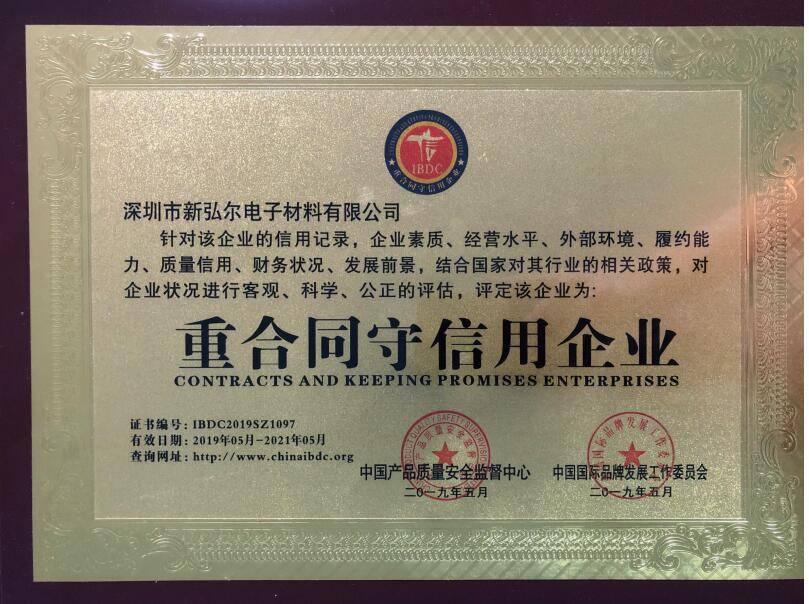 信
IBDC
重合同守信用企业
深圳市新弘尔电子材料有限公司
针对该企业的信用记录，企业素质、经营水平、外部环境、履约能
力、质量信用、财务状况、发展前景，结合国家对其行业的相关政策，对
企业状况进行客观、科学、公正的评估，评定该企业为：
重合同守信用企业
CONTRACTS AND KEEPING PROMISES ENTERPRISES
证书编号：IBDC2019SZ1097
有效日期：2019年05月-2021年05月
查询网址：http://www.chinaibdc.org
中国产品质量安全监督中心
二〇一九年五月
中国国际品牌发展工作委员会
二〇一九年五月